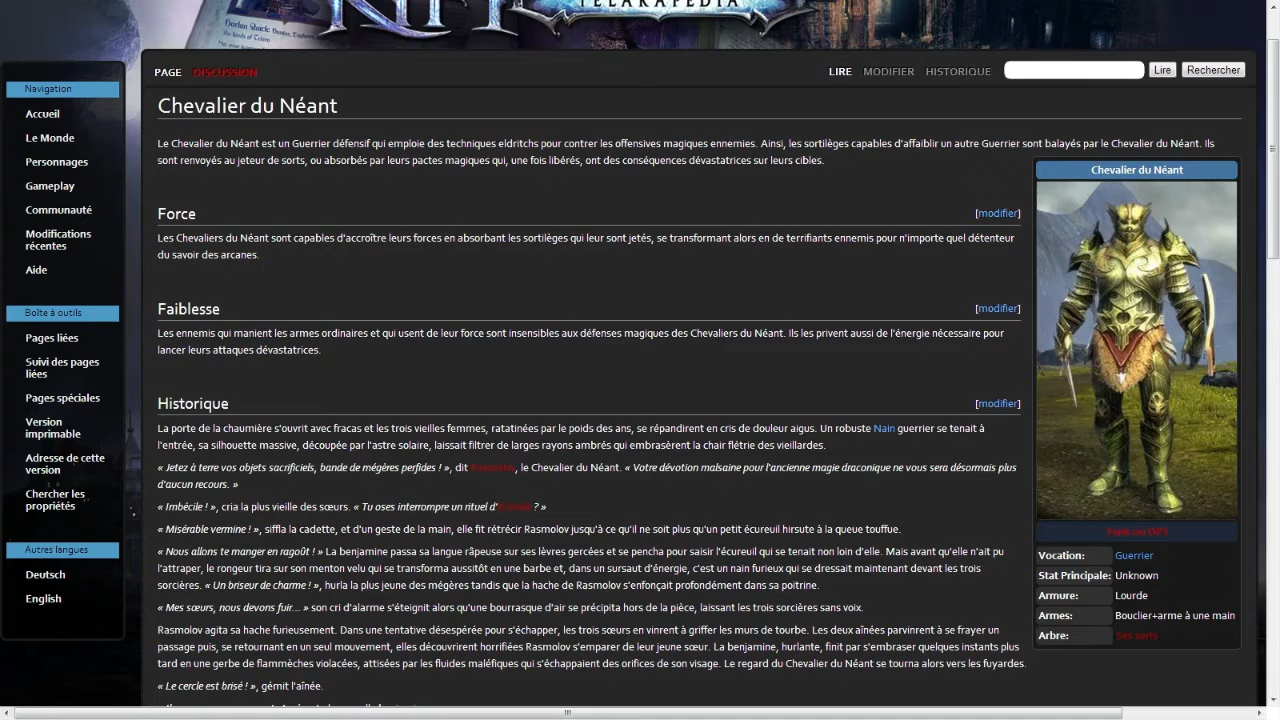 TELARAPEDIA
PAGE DISCUSSION
LIRE MODIFIER HISTORIQUE Lire Rechercher
Navigation
Accueil
Le Monde
Personnages
Gameplay
Communauté
Modifications
récentes
Aide
Boîte à outils
Pages liées
Suivi des pages
liées
Pages spéciales
Version
imprimable
Adresse de cette
version
Chercher les
propriétés
Autres langues
Deutsch
English
Chevalier du Néant
Le Chevalier du Néant est un Guerrier défensif qui emploie des techniques eldritchs pour contrer les offensives magiques ennemies. Ainsi, les sortilèges capables d'affaiblir un autre Guerrier sont balayés par le Chevalier du Néant. Ils
sont renvoyés au jeteur de sorts, ou absorbés par leurs pactes magiques qui, une fois libérés, ont des conséquences dévastatrices sur leurs cibles.
Force [modifier]
Les Chevaliers du Néant sont capables d'accroître leurs forces en absorbant les sortilèges qui leur sont jetés, se transformant alors en de terrifiants ennemis pour n'importe quel détenteur
du savoir des arcanes.
Faiblesse [modifier]
Les ennemis qui manient les armes ordinaires et qui usent de leur force sont insensibles aux défenses magiques des Chevaliers du Néant. Ils les privent aussi de l'énergie nécessaire pour
lancer leurs attaques dévastatrices.
Historique [modifier]
La porte de la chaumière s'ouvrit avec fracas et les trois vieilles femmes, ratatinées par le poids des ans, se répandirent en cris de douleur aigus. Un robuste Nain guerrier se tenait à
l'entrée, sa silhouette massive, découpée par l'astre solaire, laissait filtrer de larges rayons ambrés qui embrasèrent la chair flétrie des vieillardes.
« Jetez à terre vos objets sacrificiels, bande de mégères perfides ! », dit , le Chevalier du Néant. « Votre dévotion malsaine pour l'ancienne magie draconique ne vous sera désormais plus
d'aucun recours. »
« Imbécile ! », cria la plus vieille des sœurs. « Tu oses interrompre un rituel d' ? »
« Misérable vermine ! », siffla la cadette, et d'un geste de la main, elle fit rétrécir Rasmolov jusqu'à ce qu'il ne soit plus qu'un petit écureuil hirsute à la queue touffue.
« Nous allons te manger en ragoût ! » La benjamine passa sa langue râpeuse sur ses lèvres gercées et se pencha pour saisir l'écureuil qui se tenait non loin d'elle. Mais avant qu'elle n'ait pu
l'attraper, le rongeur tira sur son menton velu qui se transforma aussitôt en une barbe et, dans un sursaut d'énergie, c'est un nain furieux qui se dressait maintenant devant les trois
sorcières. « Un briseur de charme ! », hurla la plus jeune des mégères tandis que la hache de Rasmolov s'enfonçait profondément dans sa poitrine.
« Mes sœurs, nous devons fuir... » son cri d'alarme s'éteignit alors qu'une bourrasque d'air se précipita hors de la pièce, laissant les trois sorcières sans voix.
Rasmolov agita sa hache furieusement. Dans une tentative désespérée pour s'échapper, les trois sœurs en vinrent à griffer les murs de tourbe. Les deux aînées parvinrent à se frayer un
passage puis, se retournant en un seul mouvement, elles découvrirent horrifiées Rasmolov s'emparer de leur jeune sœur. La benjamine, hurlante, finit par s'embraser quelques instants plus
tard en une gerbe de flammèches violacées, attisées par les fluides maléfiques qui s'échappaient des orifices de son visage. Le regard du Chevalier du Néant se tourna alors vers les fuyardes.
« Le cercle est brisé ! », gémit l'aînée.
Chevalier du Néant
Tank ou DPS
Vocation: Guerrier
Stat Principale: Unknown
Armure: Lourde
Armes: Bouclier+arme à une main
Arbre: Ses sorts